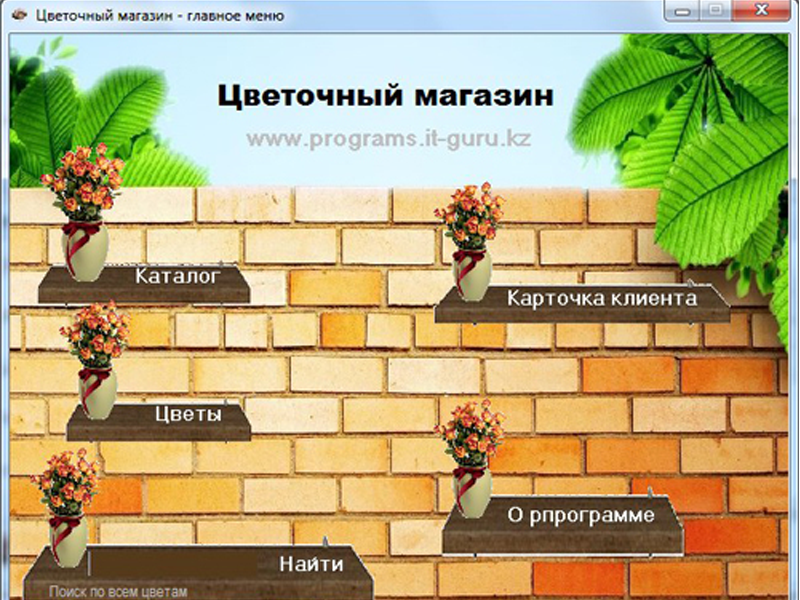 Цветочный магазин - главное меню
Цветочный магазин
www.programs.it-guru.kz
Каталог
Карточка клиента
Цветы
О рпрограмме
Найти
Поиск по всем цветам